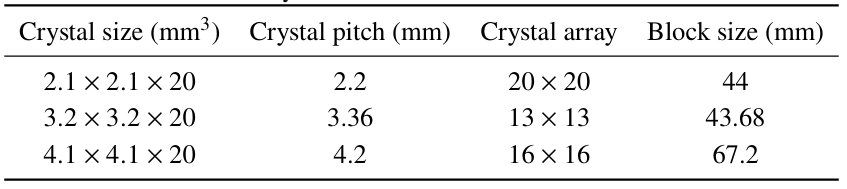 Crystal size (mm³) Crystal pitch (mm) Crystal array Block size (mm)
2.1 × 2.1 × 20 2.2 20 × 20 44
3.2 × 3.2 × 20 3.36 13 × 13 43.68
4.1 × 4.1 × 20 4.2 16 × 16 67.2